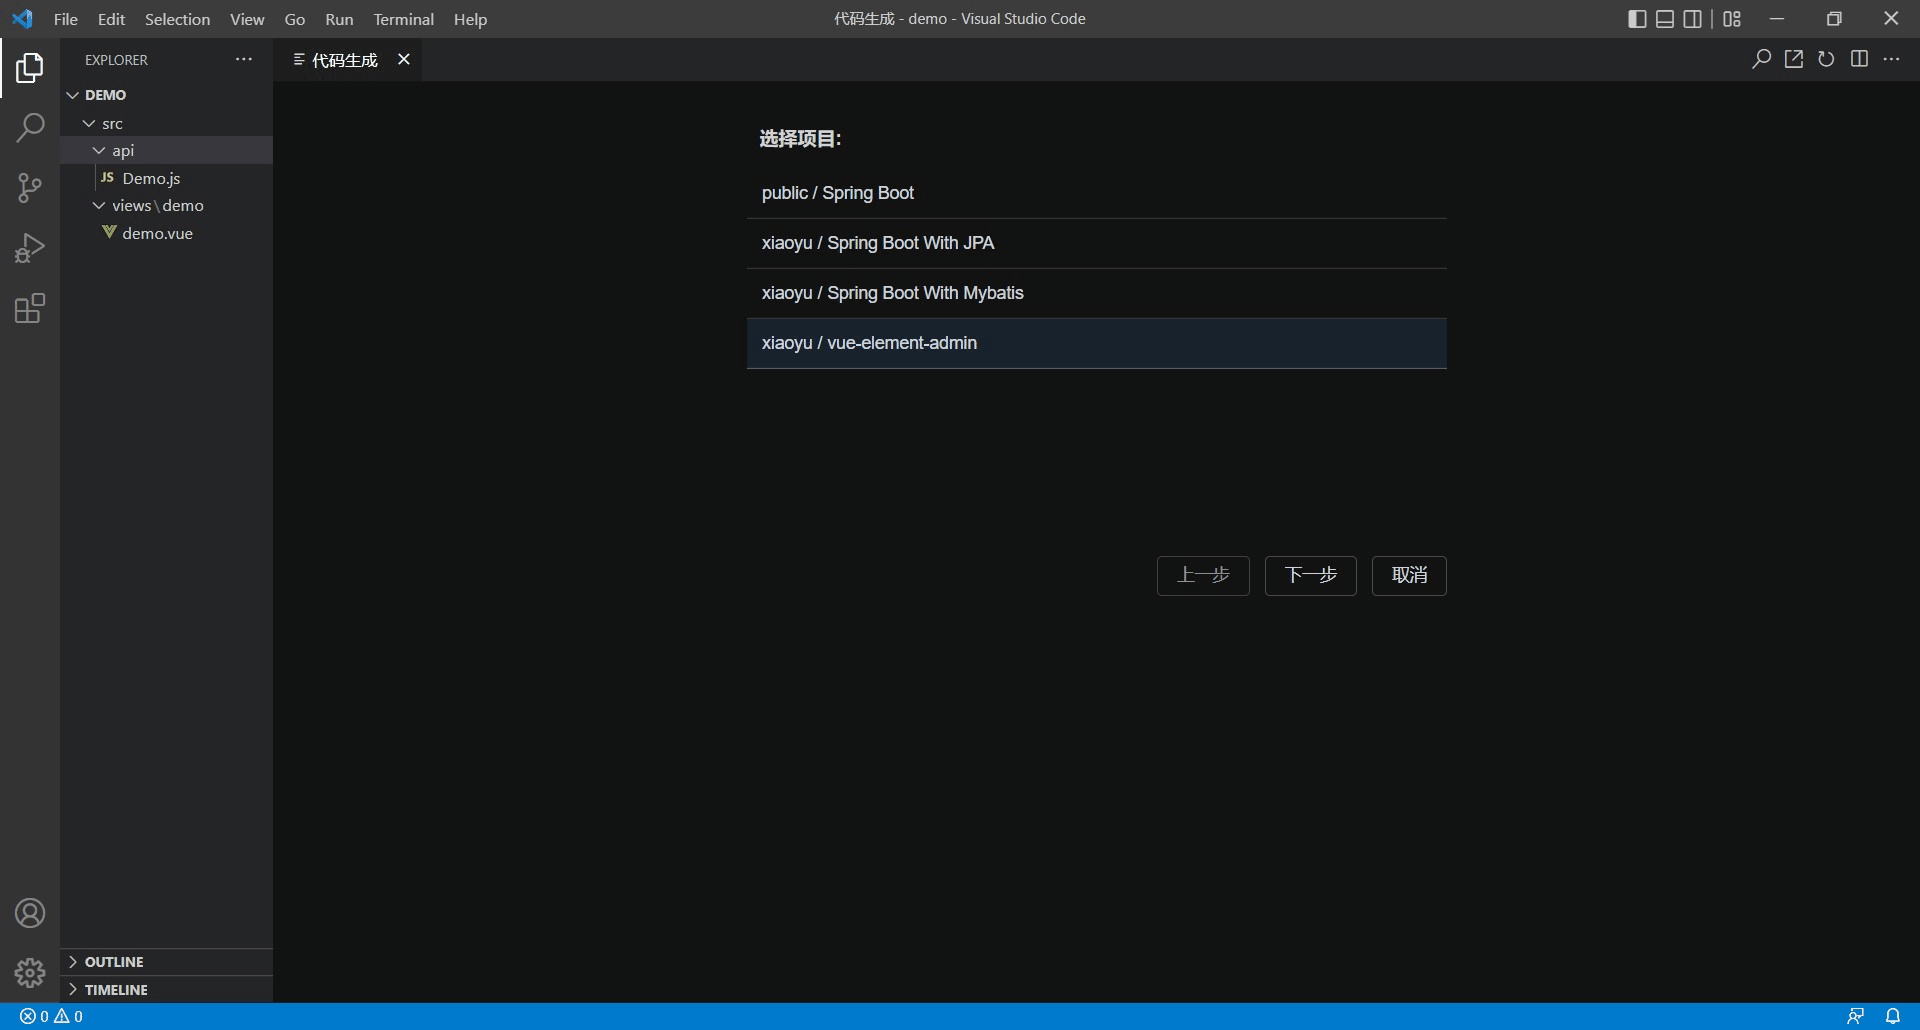 File Edit Selection View Go Run Terminal Help
代码生成 - demo - Visual Studio Code
EXPLORER
代码生成
DEMO
src
api
JS Demo.js
views\demo
demo.vue
选择项目:
public / Spring Boot
xiaoyu / Spring Boot With JPA
xiaoyu / Spring Boot With Mybatis
xiaoyu / vue-element-admin
上一步 下一步 取消
OUTLINE
TIMELINE
0 0